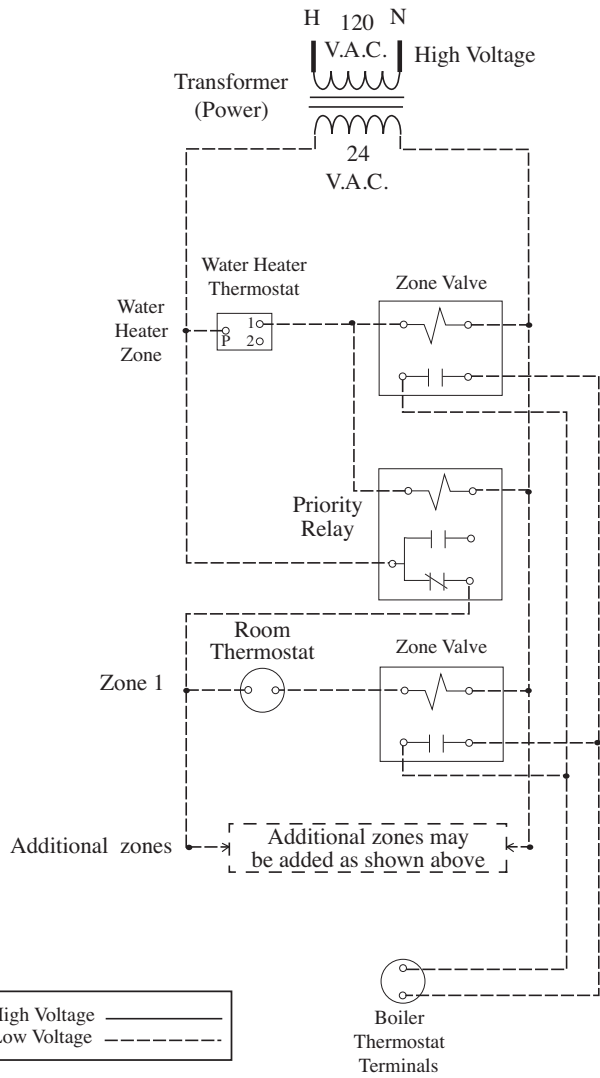 H 120 N
V.A.C. High Voltage
Transformer
(Power)
24
V.A.C.
Water Heater
Thermostat
Zone Valve
Water
Heater
Zone
1
P 2
Priority
Relay
Room
Thermostat
Zone Valve
Zone 1
Additional zones
Additional zones may
be added as shown above
High Voltage
Low Voltage
Boiler
Thermostat
Terminals